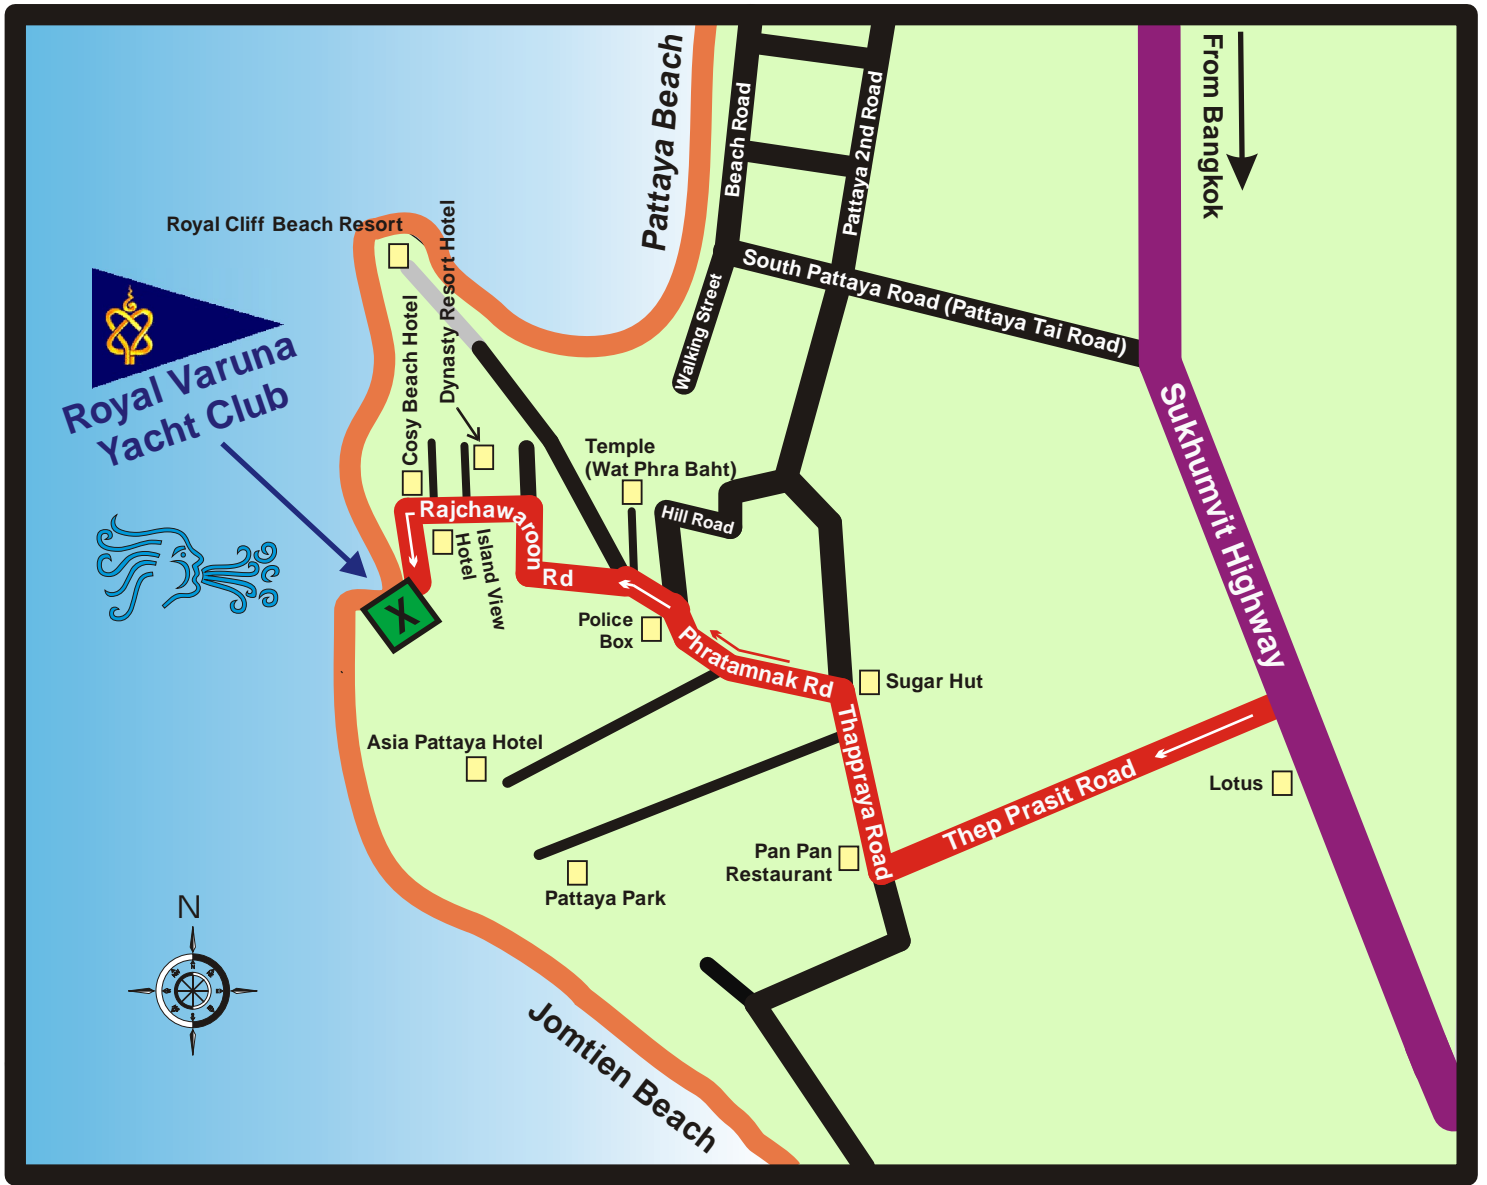 Pattaya Beach
Beach Road
Pattaya 2nd Road
From Bangkok
Royal Cliff Beach Resort
Dynasty Resort Hotel
Cosy Beach Hotel
South Pattaya Road (Pattaya Tai Road)
Walking Street
Royal Varuna
Yacht Club
Sukhumvit Highway
Temple
(Wat Phra Baht)
Hill Road
Rajchawaroon
Rd
Island View
Hotel
X
Police
Box
Phratamnak Rd
Sugar Hut
Thappraya Road
Asia Pattaya Hotel
Thep Prasit Road
Lotus
Pan Pan
Restaurant
Pattaya Park
N
Jomtien Beach